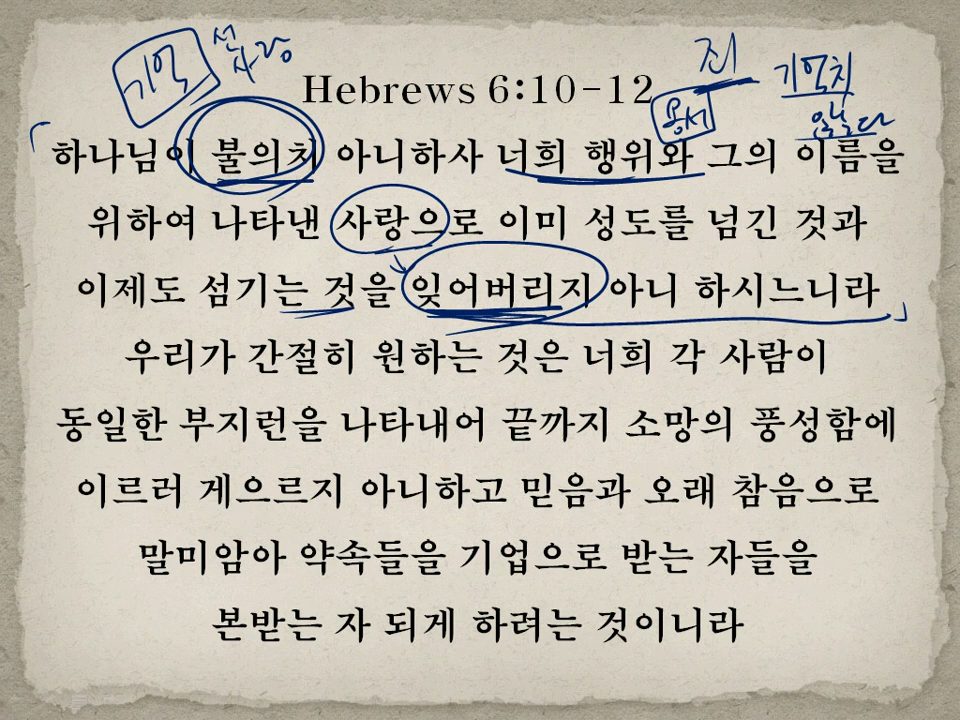 기억 선 사랑
죄 기억치 않는다
용서
Hebrews 6:10-12
「하나님이 불의치 아니하사 너희 행위와 그의 이름을
위하여 나타낸 사랑으로 이미 성도를 넘긴 것과
이제도 섬기는 것을 잊어버리지 아니 하시느니라」
우리가 간절히 원하는 것은 너희 각 사람이
동일한 부지런을 나타내어 끝까지 소망의 풍성함에
이르러 게으르지 아니하고 믿음과 오래 참음으로
말미암아 약속들을 기업으로 받는 자들을
본받는 자 되게 하려는 것이니라